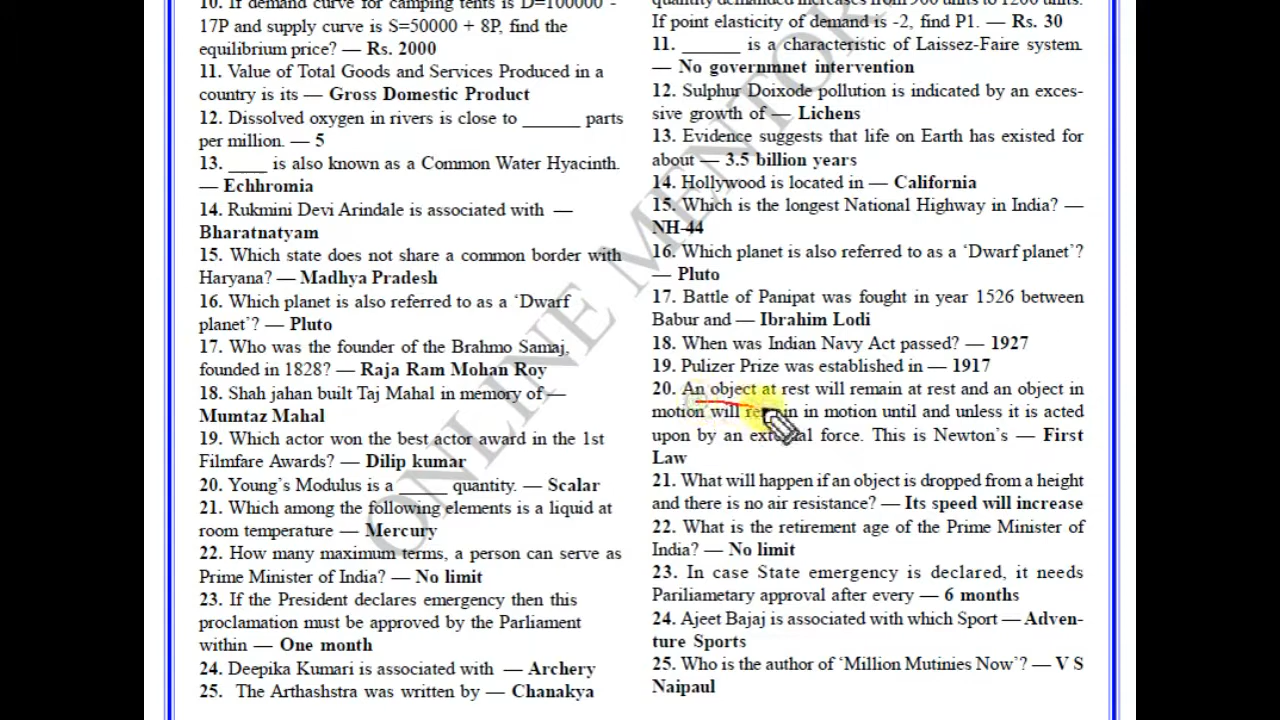 10. If demand curve for camping tents is D=100000 -
17P and supply curve is S=50000 + 8P, find the
equilibrium price? — Rs. 2000
11. Value of Total Goods and Services Produced in a
country is its — Gross Domestic Product
12. Dissolved oxygen in rivers is close to ______ parts
per million. — 5
13. ____ is also known as a Common Water Hyacinth.
— Echhromia
14. Rukmini Devi Arindale is associated with —
Bharatnatyam
15. Which state does not share a common border with
Haryana? — Madhya Pradesh
16. Which planet is also referred to as a ‘Dwarf
planet’? — Pluto
17. Who was the founder of the Brahmo Samaj,
founded in 1828? — Raja Ram Mohan Roy
18. Shah jahan built Taj Mahal in memory of —
Mumtaz Mahal
19. Which actor won the best actor award in the 1st
Filmfare Awards? — Dilip kumar
20. Young’s Modulus is a _____ quantity. — Scalar
21. Which among the following elements is a liquid at
room temperature — Mercury
22. How many maximum terms, a person can serve as
Prime Minister of India? — No limit
23. If the President declares emergency then this
proclamation must be approved by the Parliament
within — One month
24. Deepika Kumari is associated with — Archery
25. The Arthashstra was written by — Chanakya
quantity demanded increases from 900 units to 1200 units.
If point elasticity of demand is -2, find P1. — Rs. 30
11. ______ is a characteristic of Laissez-Faire system.
— No governmnet intervention
12. Sulphur Doixode pollution is indicated by an exces-
sive growth of — Lichens
13. Evidence suggests that life on Earth has existed for
about — 3.5 billion years
14. Hollywood is located in — California
15. Which is the longest National Highway in India? —
NH-44
16. Which planet is also referred to as a ‘Dwarf planet’?
— Pluto
17. Battle of Panipat was fought in year 1526 between
Babur and — Ibrahim Lodi
18. When was Indian Navy Act passed? — 1927
19. Pulizer Prize was established in — 1917
20. An object at rest will remain at rest and an object in
motion will remain in motion until and unless it is acted
upon by an external force. This is Newton’s — First
Law
21. What will happen if an object is dropped from a height
and there is no air resistance? — Its speed will increase
22. What is the retirement age of the Prime Minister of
India? — No limit
23. In case State emergency is declared, it needs
Pariliametary approval after every — 6 months
24. Ajeet Bajaj is associated with which Sport — Adven-
ture Sports
25. Who is the author of ‘Million Mutinies Now’? — V S
Naipaul
ONLINE MENTOR